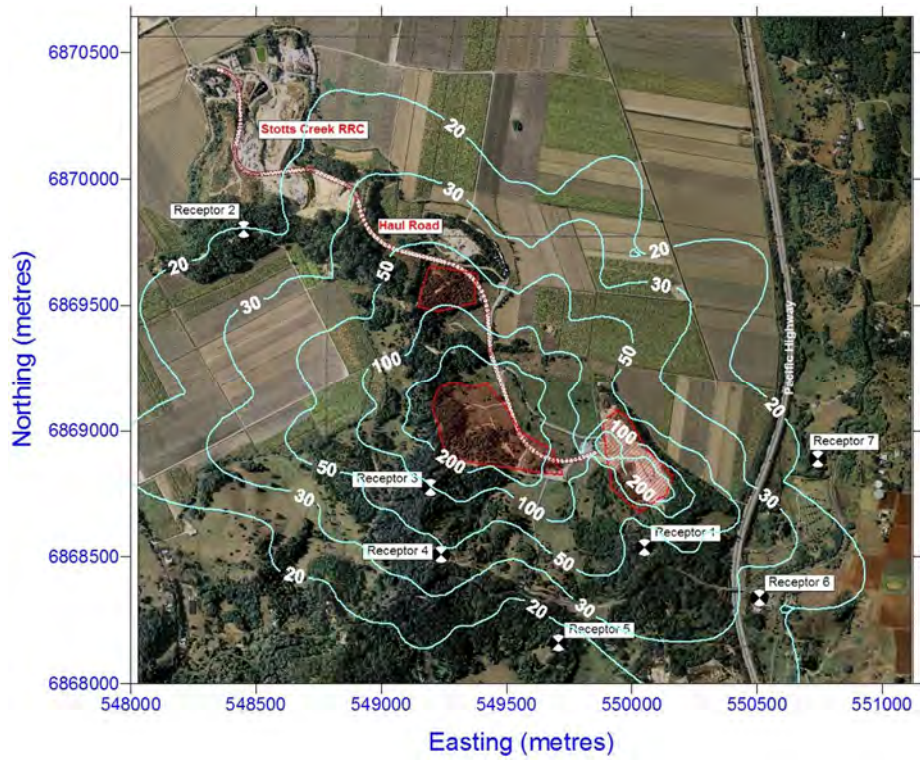 6870500
20
Stotts Creek RRC
6870000
30
Receptor 2
Haul Road
20
20
50
30
6869500
30
50
Pacific Highway
100
20
6869000
100
Receptor 7
200
50
Receptor 3
200
30
100
30
Receptor 1
6868500
Receptor 4
50
20
30
Receptor 6
20
Receptor 5
6868000
548000
548500
549000
549500
550000
550500
551000
Northing (metres)
Easting (metres)